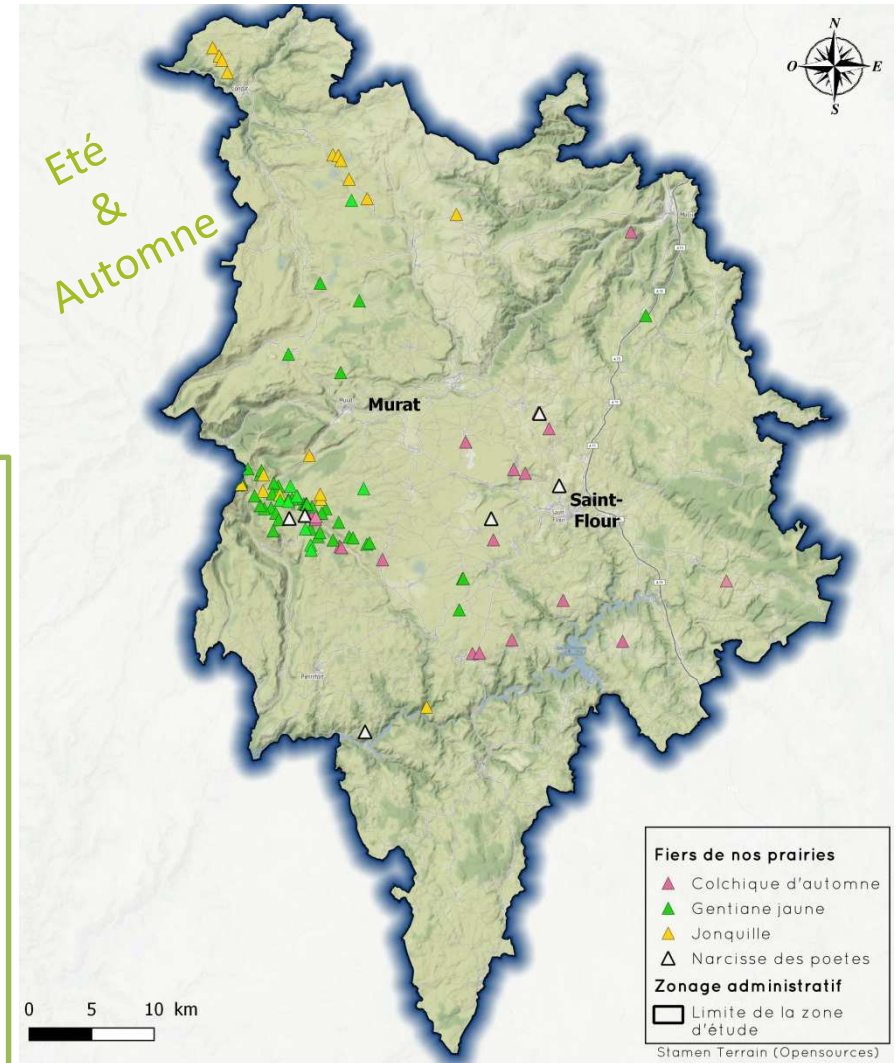 Eté
&
Automne
N
O
E
S
Murat
Saint-
Flour
Fiers de nos prairies
Colchique d'automne
Gentiane jaune
Jonquille
Narcisse des poetes
Zonage administratif
Limite de la zone
d'étude
0 5 10 km
Stamen Terrain (Opensources)